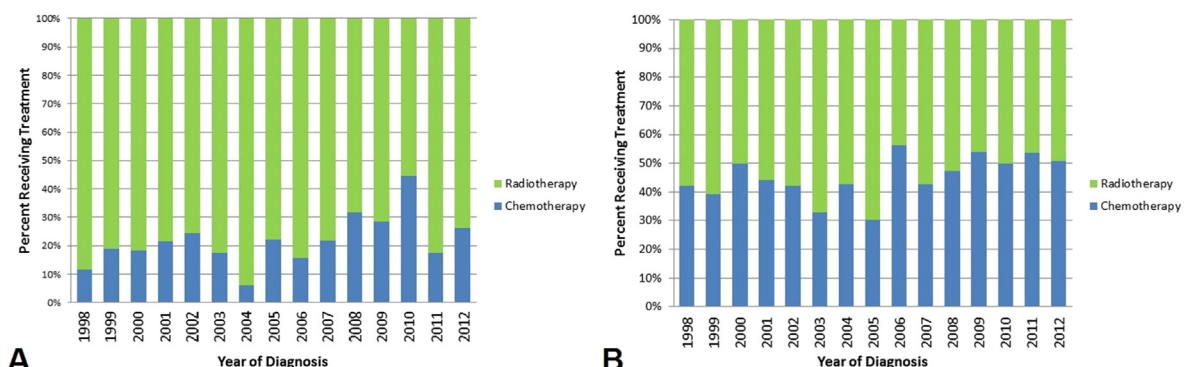 100%
90%
80%
70%
60%
50%
40%
30%
20%
10%
0%
Percent Receiving Treatment
1998 1999 2000 2001 2002 2003 2004 2005 2006 2007 2008 2009 2010 2011 2012
Year of Diagnosis
Radiotherapy
Chemotherapy
A
100%
90%
80%
70%
60%
50%
40%
30%
20%
10%
0%
Percent Receiving Treatment
1998 1999 2000 2001 2002 2003 2004 2005 2006 2007 2008 2009 2010 2011 2012
Year of Diagnosis
Radiotherapy
Chemotherapy
B